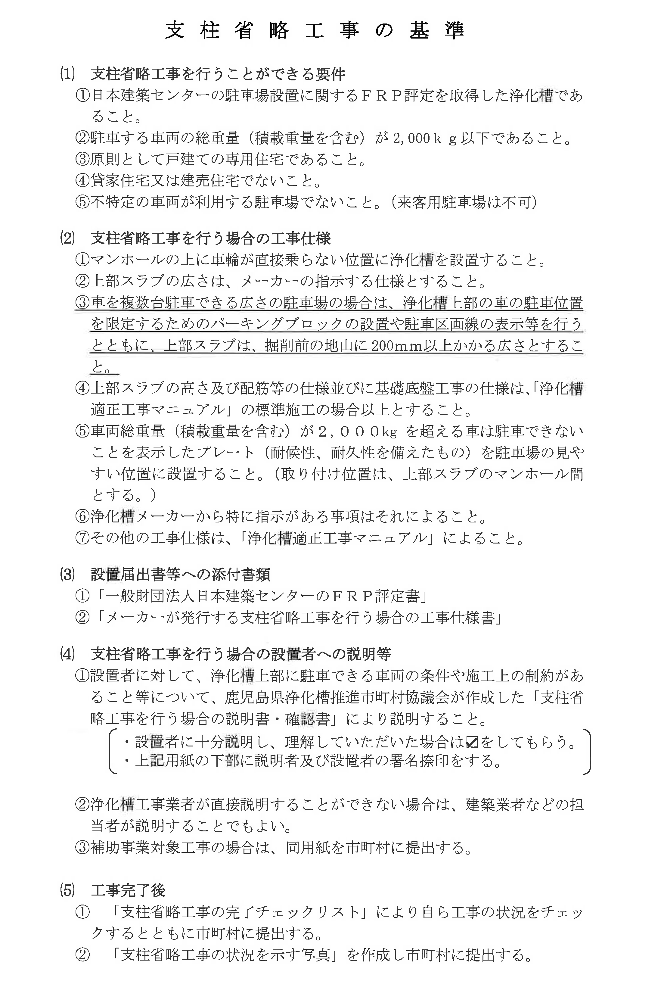 支柱省略工事の基準
⑴　支柱省略工事を行うことができる要件
①日本建築センターの駐車場設置に関するＦＲＰ評定を取得した浄化槽であ
ること。
②駐車する車両の総重量（積載重量を含む）が2,000ｋｇ以下であること。
③原則として戸建ての専用住宅であること。
④貸家住宅又は建売住宅でないこと。
⑤不特定の車両が利用する駐車場でないこと。（来客用駐車場は不可）
⑵　支柱省略工事を行う場合の工事仕様
①マンホールの上に車輪が直接乗らない位置に浄化槽を設置すること。
②上部スラブの広さは、メーカーの指示する仕様とすること。
③車を複数台駐車できる広さの駐車場の場合は、浄化槽上部の車の駐車位置
を限定するためのパーキングブロックの設置や駐車区画線の表示等を行う
とともに、上部スラブは、掘削前の地山に200mm以上かかる広さとするこ
と。
④上部スラブの高さ及び配筋等の仕様並びに基礎底盤工事の仕様は、「浄化槽
適正工事マニュアル」の標準施工の場合以上とすること。
⑤車両総重量（積載重量を含む）が２，０００kg を超える車は駐車できない
ことを表示したプレート（耐候性、耐久性を備えたもの）を駐車場の見や
すい位置に設置すること。（取り付け位置は、上部スラブのマンホール間
とする。）
⑥浄化槽メーカーから特に指示がある事項はそれによること。
⑦その他の工事仕様は、「浄化槽適正工事マニュアル」によること。
⑶　設置届出書等への添付書類
①「一般財団法人日本建築センターのＦＲＰ評定書」
②「メーカーが発行する支柱省略工事を行う場合の工事仕様書」
⑷　支柱省略工事を行う場合の設置者への説明等
①設置者に対して、浄化槽上部に駐車できる車両の条件や施工上の制約があ
ること等について、鹿児島県浄化槽推進市町村協議会が作成した「支柱省
略工事を行う場合の説明書・確認書」により説明すること。
・設置者に十分説明し、理解していただいた場合は☑をしてもらう。
・上記用紙の下部に説明者及び設置者の署名捺印をする。
②浄化槽工事業者が直接説明することができない場合は、建築業者などの担
当者が説明することでもよい。
③補助事業対象工事の場合は、同用紙を市町村に提出する。
⑸　工事完了後
①　「支柱省略工事の完了チェックリスト」により自ら工事の状況をチェッ
クするとともに市町村に提出する。
②　「支柱省略工事の状況を示す写真」を作成し市町村に提出する。